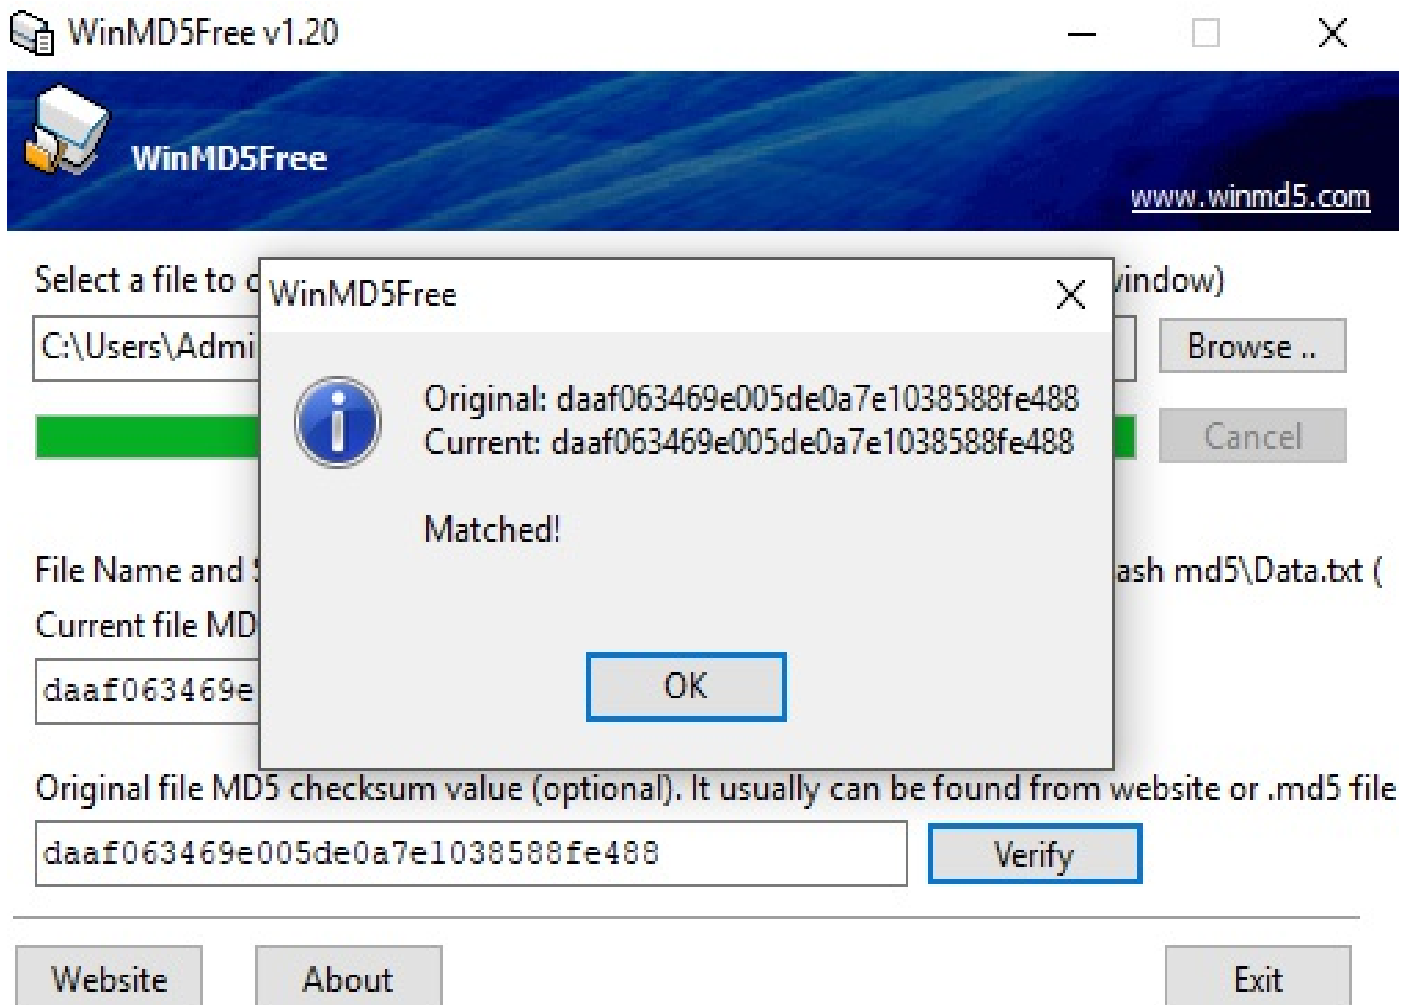 WinMD5Free v1.20
WinMD5Free
www.winmd5.com
Select a file to
window)
WinMD5Free
C:\Users\Admi
Browse ..
Original: daaf063469e005de0a7e1038588fe488
Current: daaf063469e005de0a7e1038588fe488
Cancel
Matched!
File Name and
ash md5\Data.txt (
Current file MD
daaf063469e
OK
Original file MD5 checksum value (optional). It usually can be found from website or .md5 file
daaf063469e005de0a7e1038588fe488
Verify
Website
About
Exit